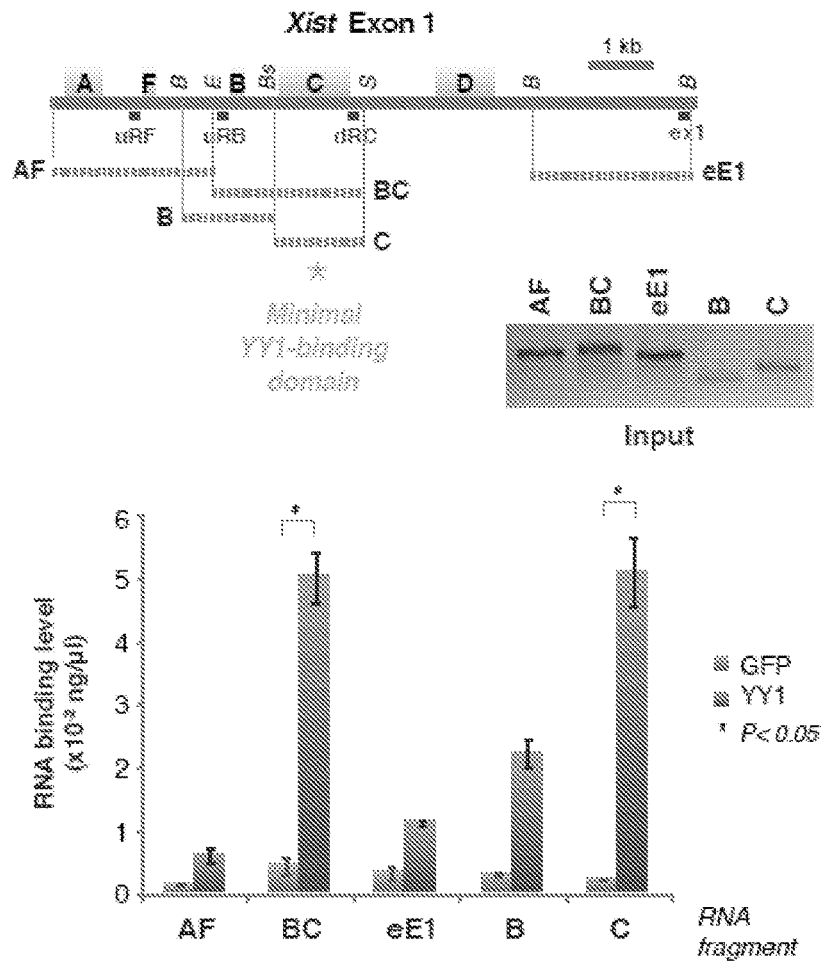 Xist Exon 1
1 kb
A F B E B Bs C S D B B
uRF uRB dRC ex1
AF
BC
eE1
B
C
*
Minimal
YY1-binding
domain
AF BC eE1 B C
Input
* *
6
5
4
3
2
1
0
RNA binding level
(x10⁻³ ng/µl)
GFP
YY1
* P< 0.05
AF BC eE1 B C
RNA
fragment